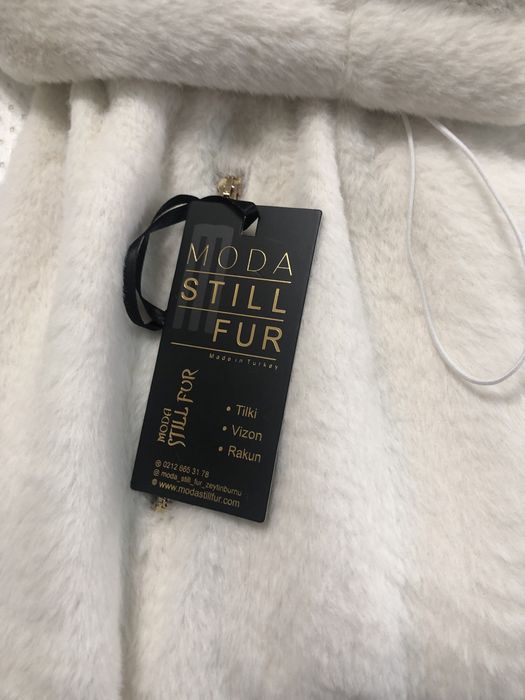 MODA
STILL
FUR
Made in Turkey
MODA
STILL FUR
• Tilki
• Vizon
• Rakun
0212 665 31 78
moda_still_fur_zeytinburnu
www.modastillfur.com